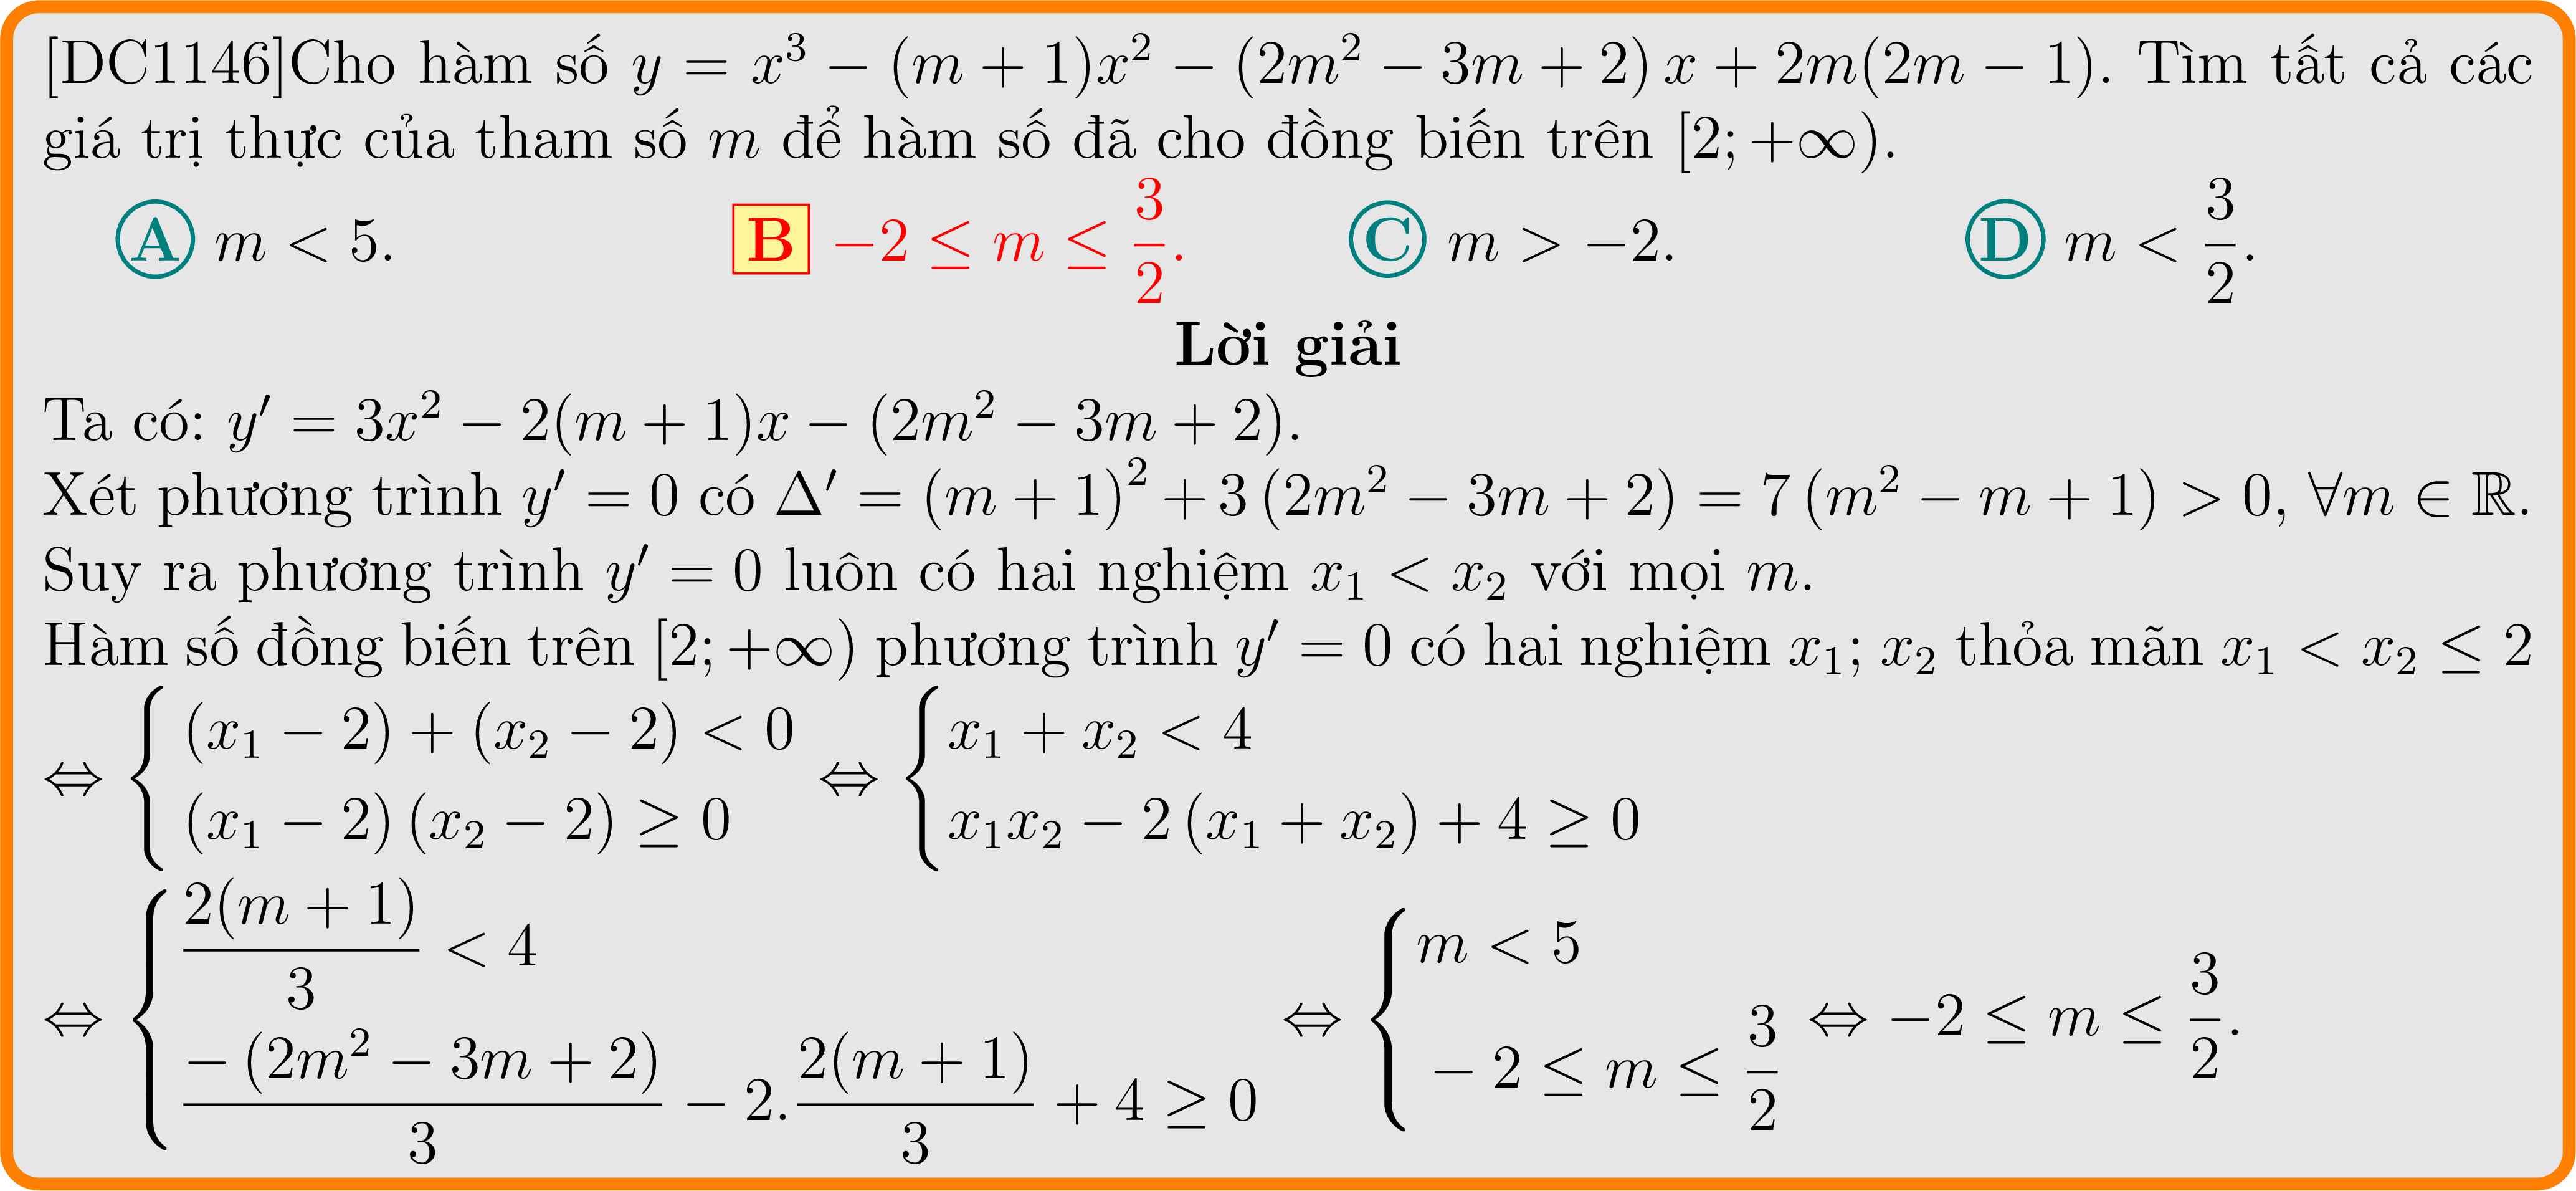 [DC1146]Cho hàm số $y = x^3 - (m + 1)x^2 - (2m^2 - 3m + 2)\,x + 2m(2m - 1)$. Tìm tất cả các
giá trị thực của tham số $m$ để hàm số đã cho đồng biến trên $[2; +\infty)$.
A $m < 5$. B $-2 \leq m \leq \dfrac{3}{2}$. C $m > -2$. D $m < \dfrac{3}{2}$.
Lời giải
Ta có: $y' = 3x^2 - 2(m + 1)x - (2m^2 - 3m + 2)$.
Xét phương trình $y' = 0$ có $\Delta' = (m + 1)^2 + 3\,(2m^2 - 3m + 2) = 7\,(m^2 - m + 1) > 0, \forall m \in \mathbb{R}$.
Suy ra phương trình $y' = 0$ luôn có hai nghiệm $x_1 < x_2$ với mọi $m$.
Hàm số đồng biến trên $[2; +\infty)$ phương trình $y' = 0$ có hai nghiệm $x_1; x_2$ thỏa mãn $x_1 < x_2 \leq 2$
$\Leftrightarrow \begin{cases} (x_1 - 2) + (x_2 - 2) < 0 \\ (x_1 - 2)\,(x_2 - 2) \geq 0 \end{cases} \Leftrightarrow \begin{cases} x_1 + x_2 < 4 \\ x_1x_2 - 2\,(x_1 + x_2) + 4 \geq 0 \end{cases}$
$\Leftrightarrow \begin{cases} \dfrac{2(m + 1)}{3} < 4 \\ \dfrac{-\,(2m^2 - 3m + 2)}{3} - 2.\dfrac{2(m + 1)}{3} + 4 \geq 0 \end{cases} \Leftrightarrow \begin{cases} m < 5 \\ -2 \leq m \leq \dfrac{3}{2} \end{cases} \Leftrightarrow -2 \leq m \leq \dfrac{3}{2}.$